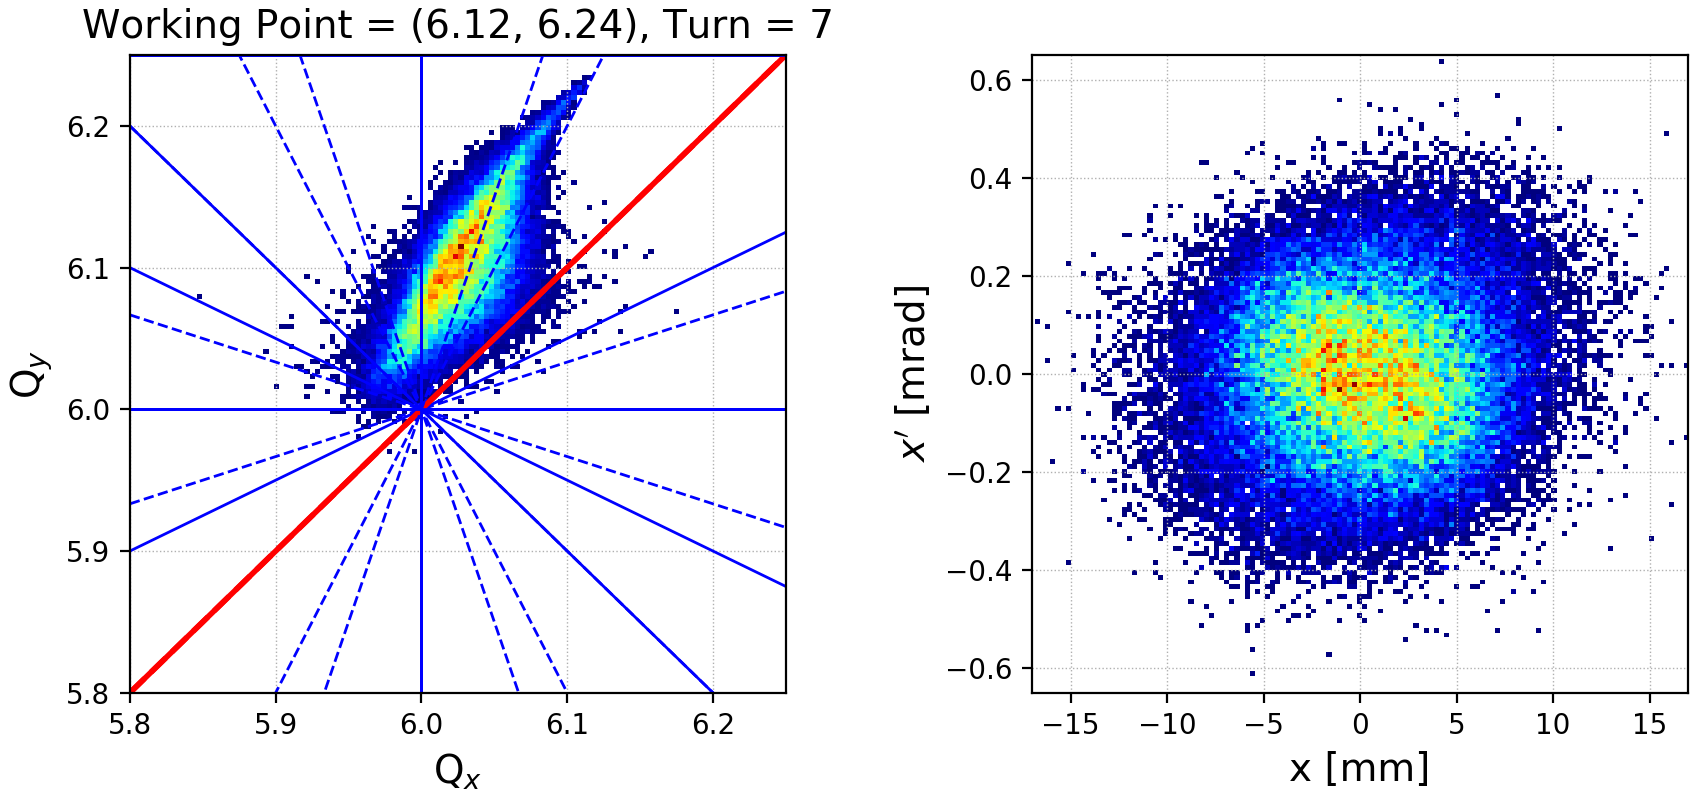 Working Point = (6.12, 6.24), Turn = 7
6.2
6.1
6.0
5.9
5.8
Qy
5.8 5.9 6.0 6.1 6.2
Qx
0.6
0.4
0.2
0.0
−0.2
−0.4
−0.6
x′ [mrad]
−15 −10 −5 0 5 10 15
x [mm]